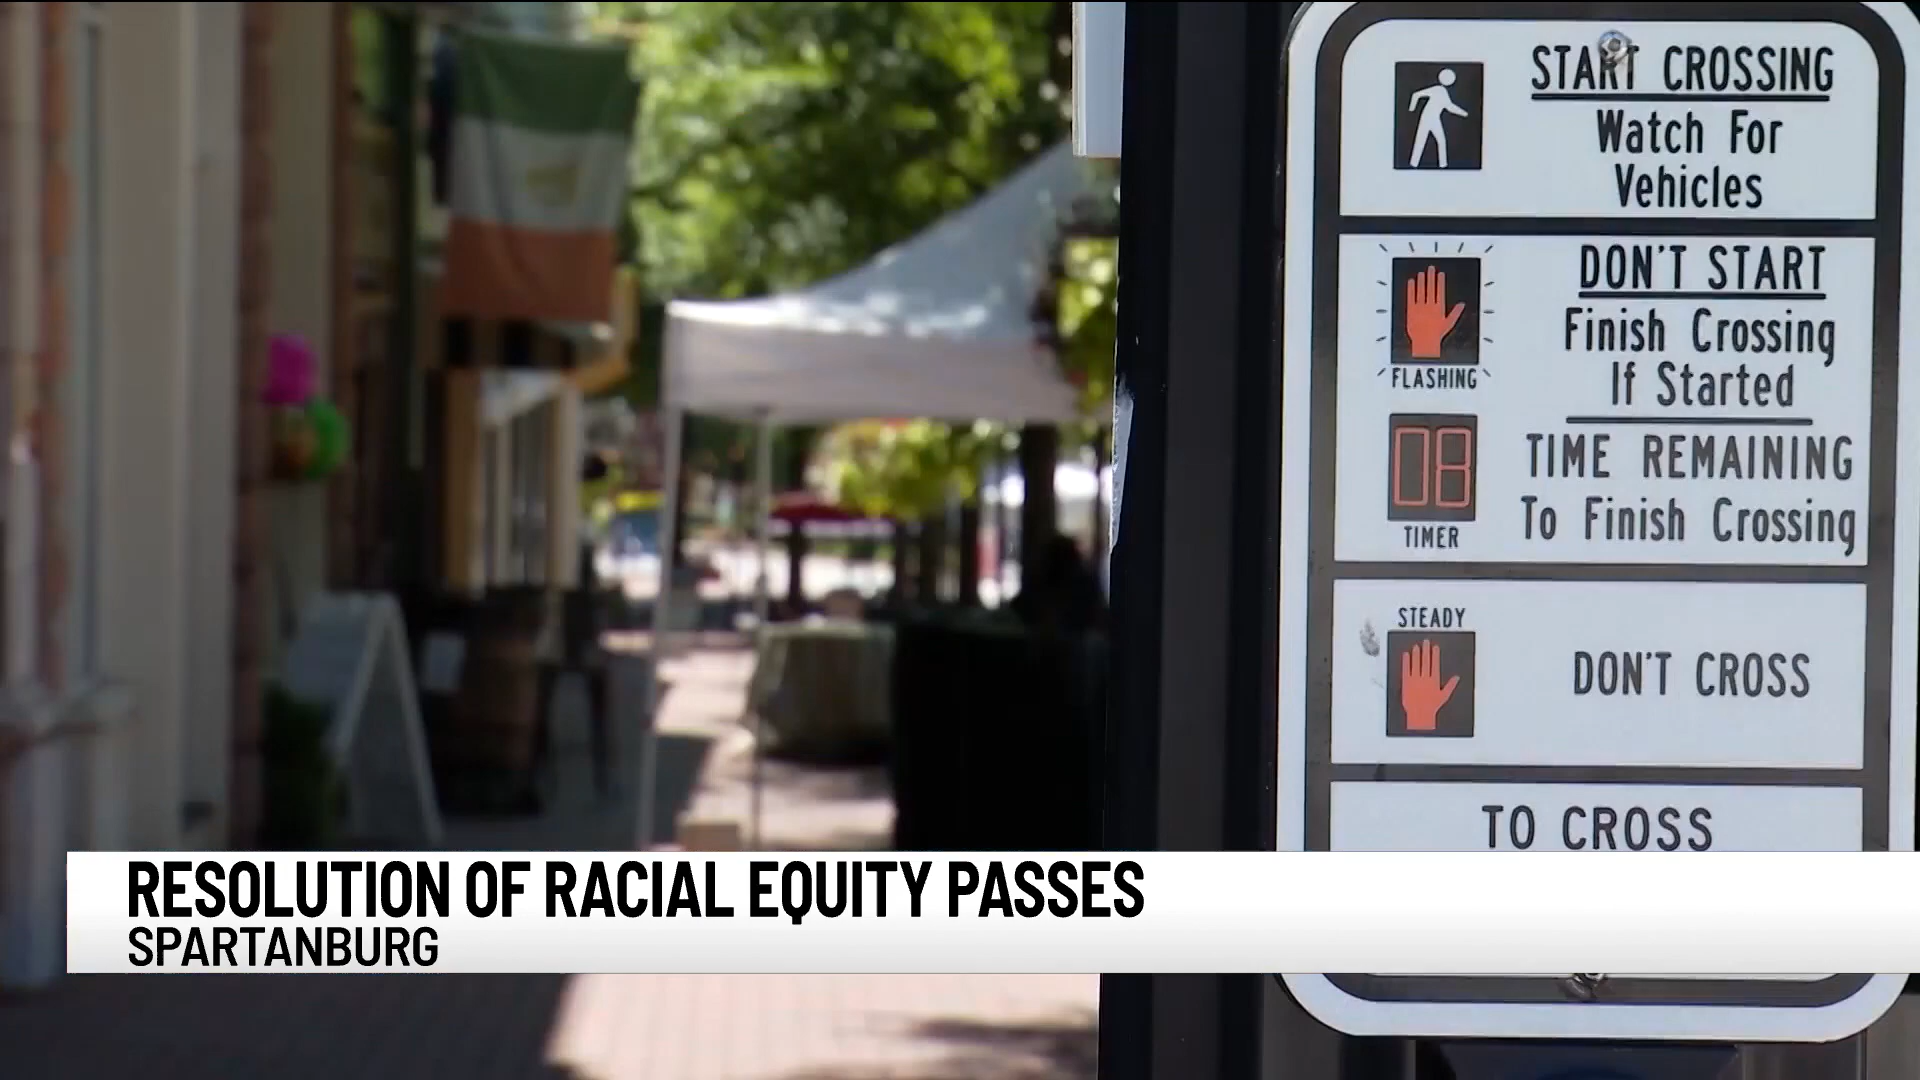 START CROSSING
Watch For
Vehicles
DON'T START
Finish Crossing
If Started
FLASHING
TIME REMAINING
To Finish Crossing
08
TIMER
STEADY
DON'T CROSS
TO CROSS
RESOLUTION OF RACIAL EQUITY PASSES
SPARTANBURG